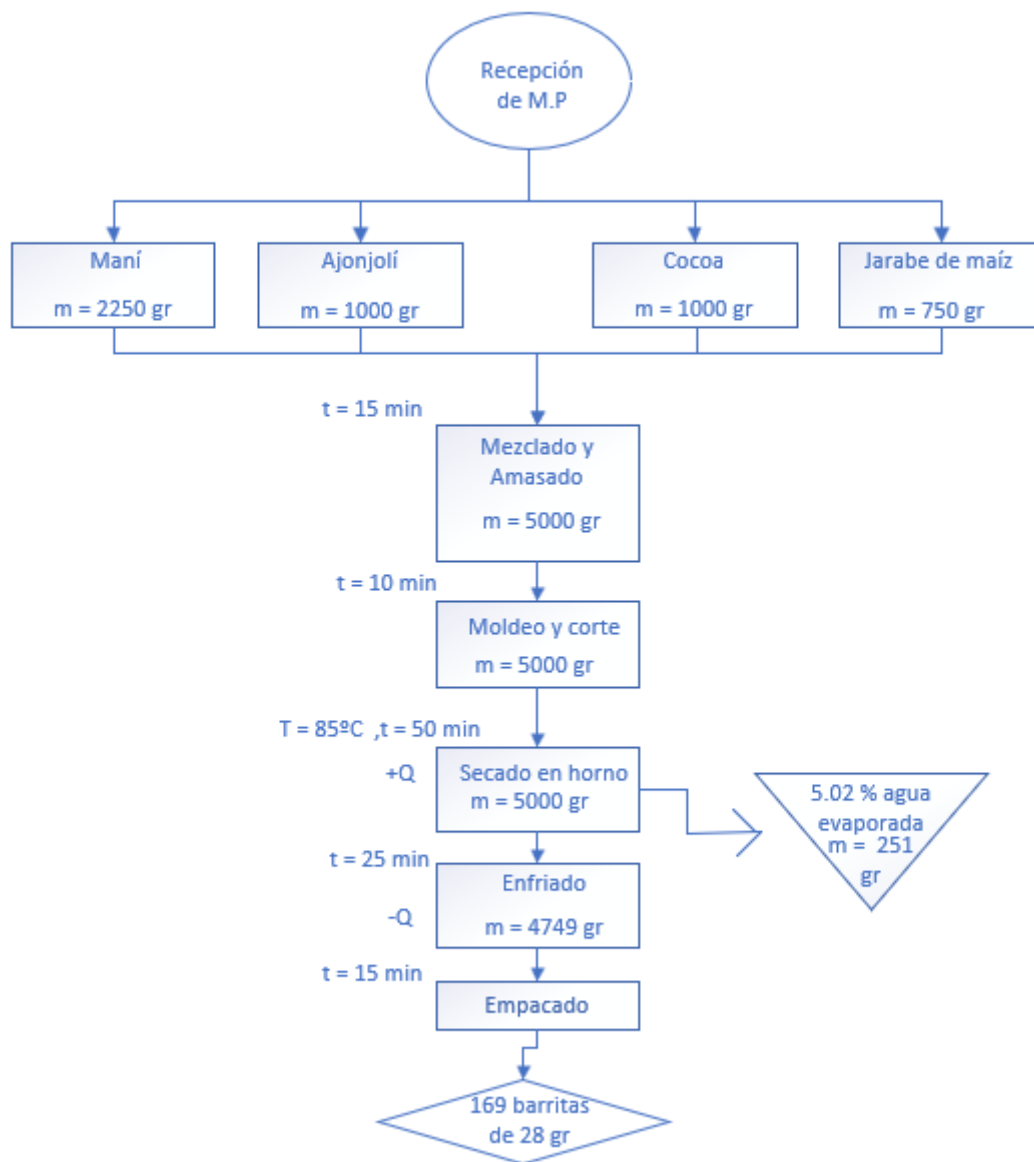 Recepción
de M.P
Maní
m = 2250 gr
Ajonjolí
m = 1000 gr
Cocoa
m = 1000 gr
Jarabe de maíz
m = 750 gr
t = 15 min
Mezclado y
Amasado
m = 5000 gr
t = 10 min
Moldeo y corte
m = 5000 gr
T = 85ºC ,t = 50 min
+Q
Secado en horno
m = 5000 gr
5.02 % agua
evaporada
m = 251
gr
t = 25 min
Enfriado
-Q
m = 4749 gr
t = 15 min
Empacado
169 barritas
de 28 gr